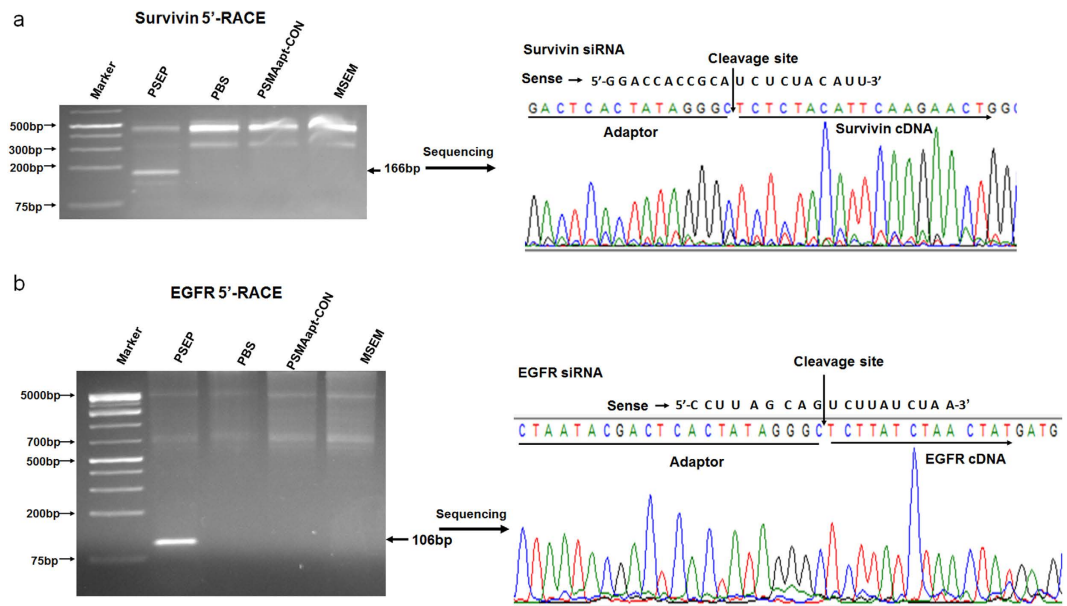 a
Survivin 5’-RACE
Marker
PSEP
PBS
PSMAapt-CON
MSEM
500bp
300bp
200bp
75bp
166bp
Sequencing
Survivin siRNA
Cleavage site
Sense
5’-GGACCACCGCAUCUCUACAUU-3’
GACTCACTATAGGGCTCTCTACATTCAAGAACTGG
Adaptor
Survivin cDNA
b
EGFR 5’-RACE
Marker
PSEP
PBS
PSMAapt-CON
MSEM
5000bp
700bp
500bp
200bp
75bp
106bp
Sequencing
EGFR siRNA
Cleavage site
Sense
5’-CCUUAGCAGUCUUAUCUAA-3’
CTAATACGACTCACTATAGGGCTCTTATCTAACTATGATG
Adaptor
EGFR cDNA